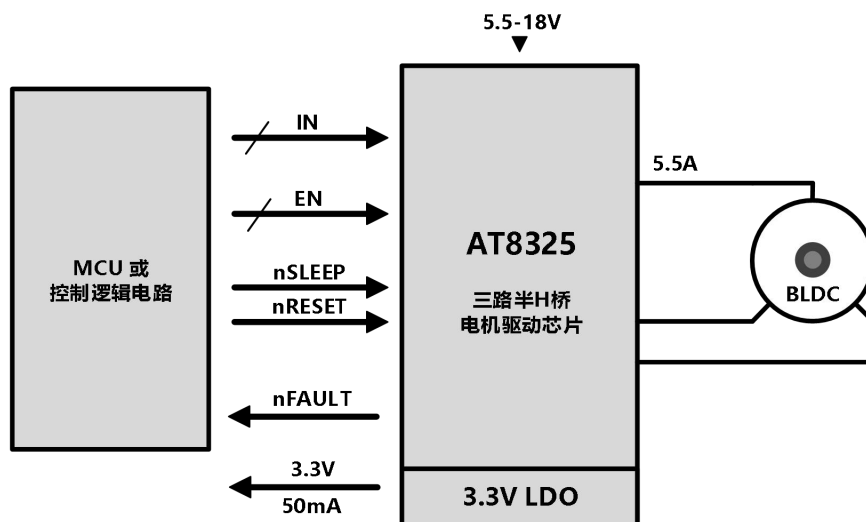 5.5-18V
IN
5.5A
EN
AT8325
MCU 或
控制逻辑电路
nSLEEP
nRESET
三路半H桥
电机驱动芯片
BLDC
nFAULT
3.3V
50mA
3.3V LDO